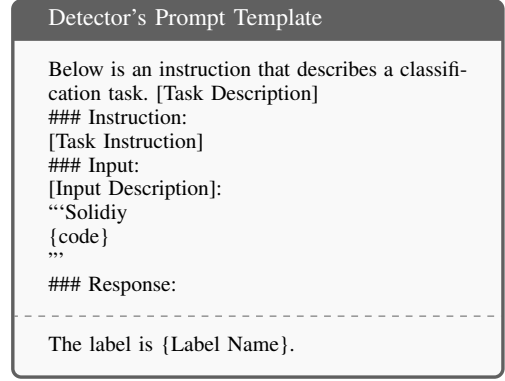 Detector's Prompt Template
Below is an instruction that describes a classifi-
cation task. [Task Description]
### Instruction:
[Task Instruction]
### Input:
[Input Description]:
“‘Solidiy
{code}
”’
### Response:
The label is {Label Name}.